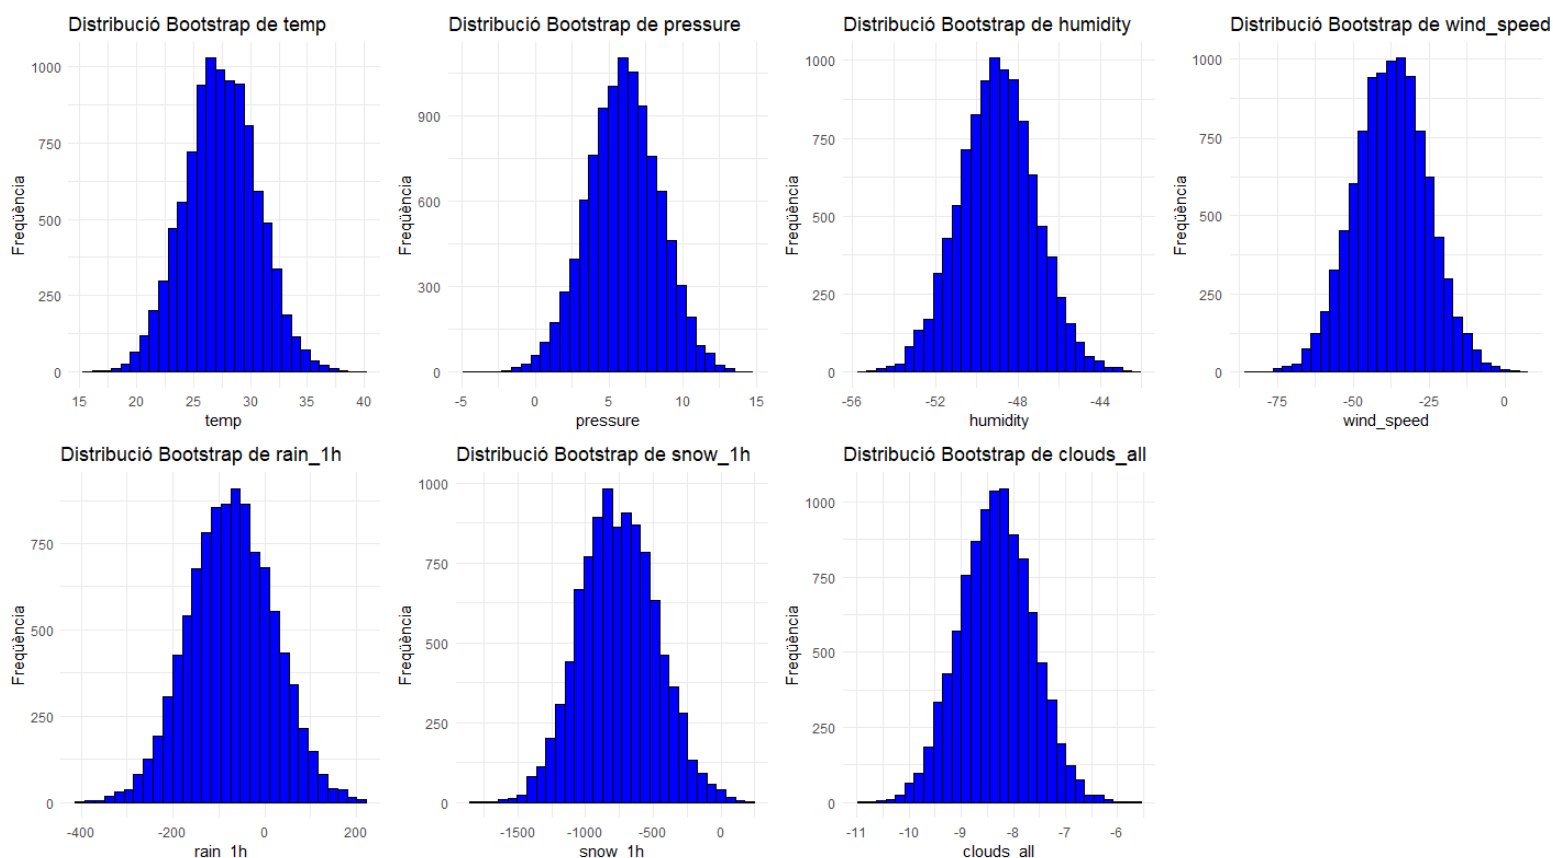 Distribució Bootstrap de temp
Freqüència
1000
750
500
250
0
15 20 25 30 35 40
temp
Distribució Bootstrap de pressure
Freqüència
900
600
300
0
-5 0 5 10 15
pressure
Distribució Bootstrap de humidity
Freqüència
1000
750
500
250
0
-56 -52 -48 -44
humidity
Distribució Bootstrap de wind_speed
Freqüència
1000
750
500
250
0
-75 -50 -25 0
wind_speed
Distribució Bootstrap de rain_1h
Freqüència
750
500
250
0
-400 -200 0 200
rain_1h
Distribució Bootstrap de snow_1h
Freqüència
1000
750
500
250
0
-1500 -1000 -500 0
snow_1h
Distribució Bootstrap de clouds_all
Freqüència
1000
750
500
250
0
-11 -10 -9 -8 -7 -6
clouds_all